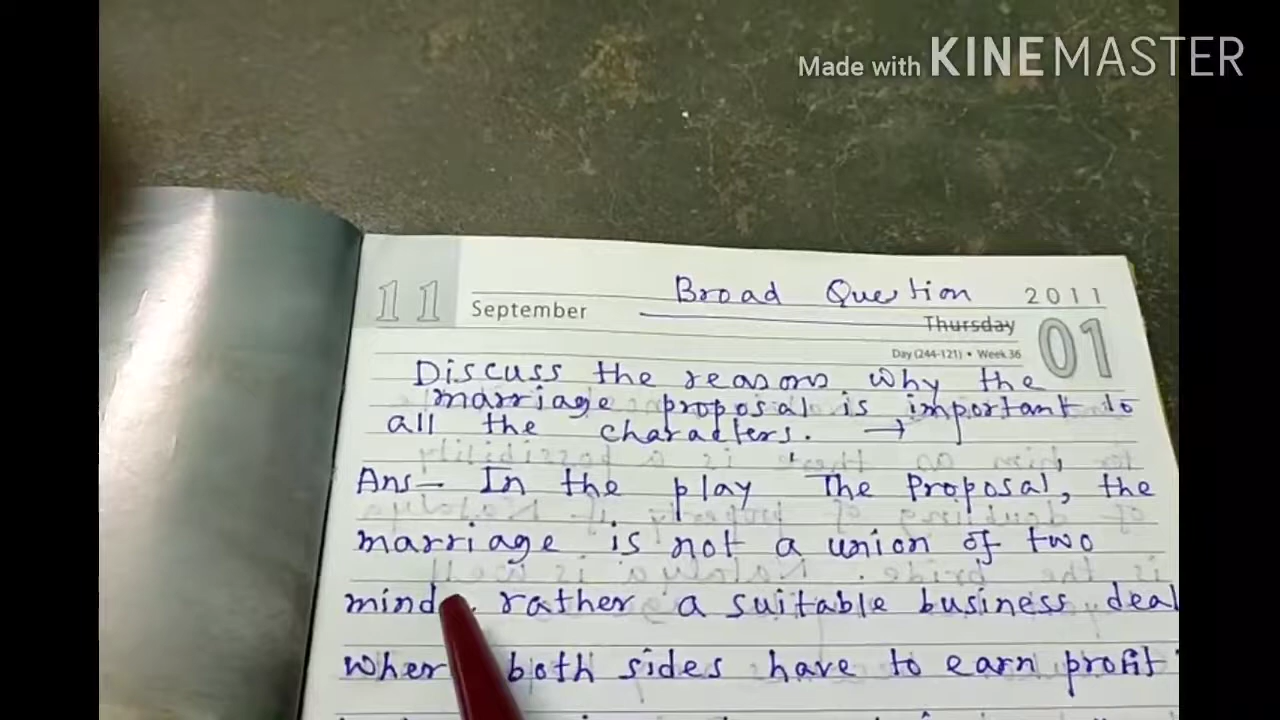 Made with KINEMASTER
Broad Question
2011
11 September
Thursday
01
Day (244-121) • Week 36
Discuss the reasons why the
marriage proposal is important to
all the characters. →
Ans- In the play 'The Proposal', the
marriage is not a union of two
mind rather a suitable business deal
wher both sides have to earn profit